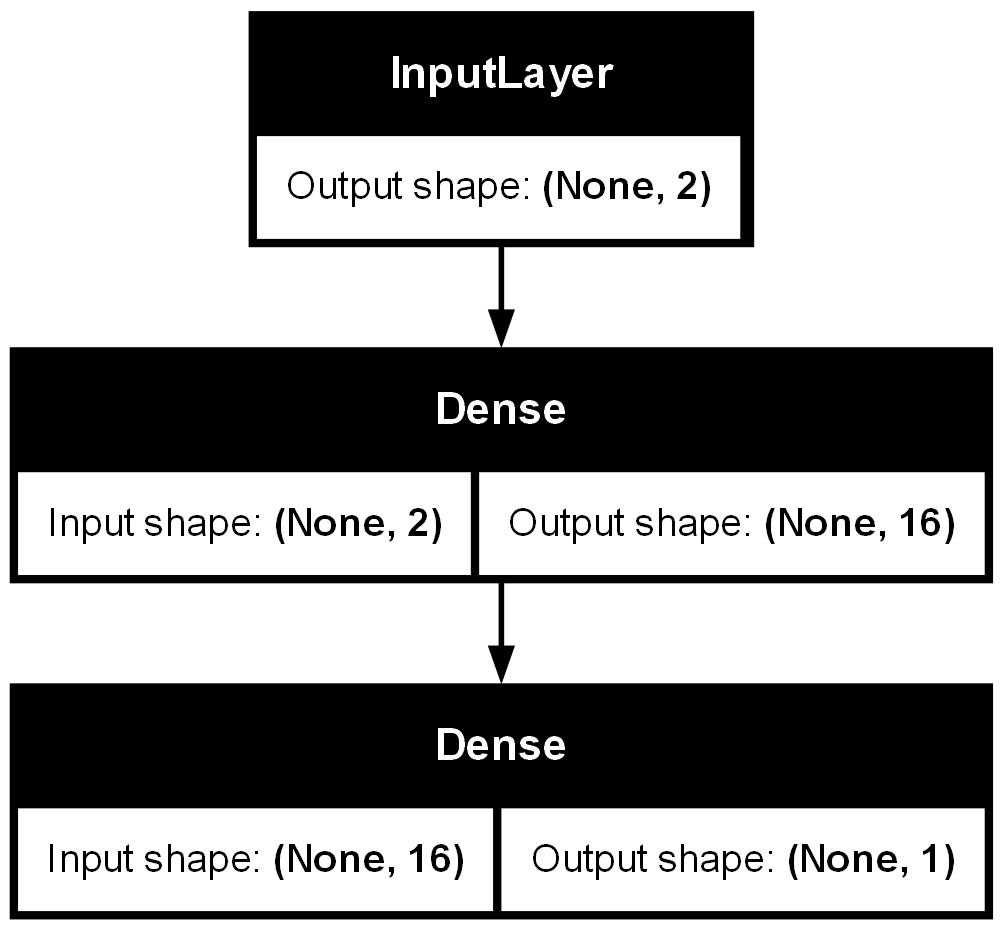 InputLayer
Output shape: (None, 2)
Dense
Input shape: (None, 2) Output shape: (None, 16)
Dense
Input shape: (None, 16) Output shape: (None, 1)